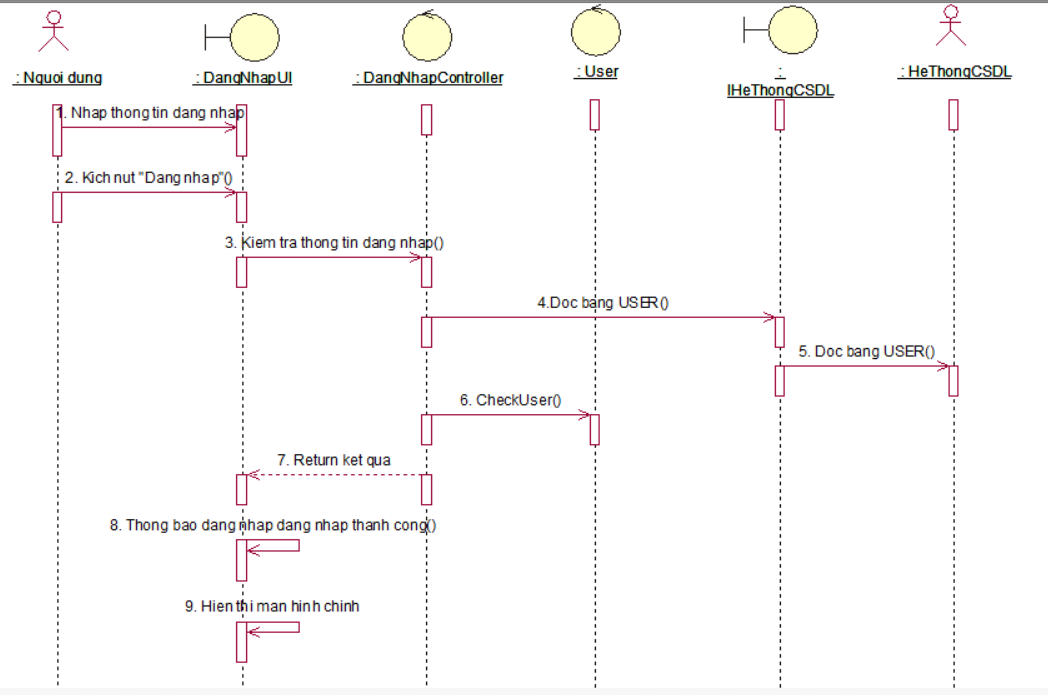 : Nguoi dung
: DangNhapUI
: DangNhapController
: User
:
IHeThongCSDL
: HeThongCSDL
1. Nhap thong tin dang nhap
2. Kich nut "Dang nhap"()
3. Kiem tra thong tin dang nhap()
4.Doc bang USER()
5. Doc bang USER()
6. CheckUser()
7. Return ket qua
8. Thong bao dang nhap dang nhap thanh cong()
9. Hien thi man hinh chinh